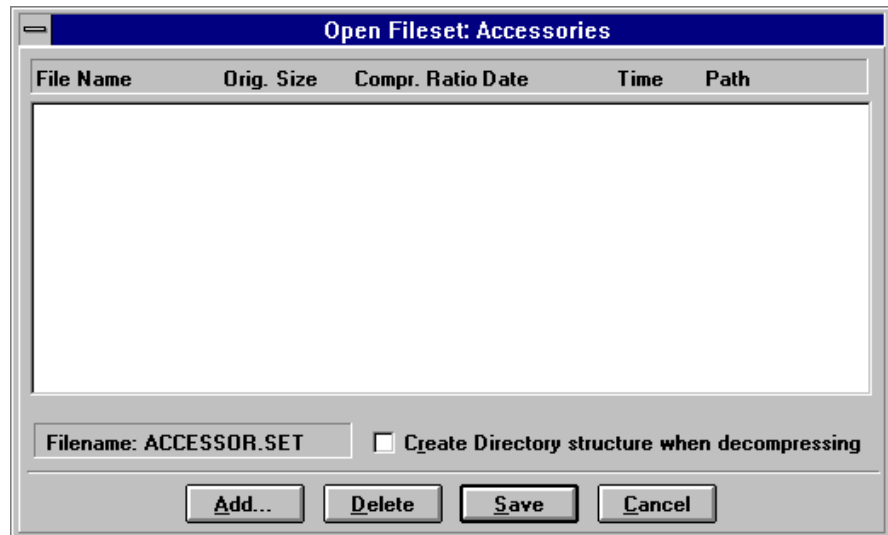 Open Fileset: Accessories
File Name Orig. Size Compr. Ratio Date Time Path
Filename: ACCESSOR.SET Create Directory structure when decompressing
Add... Delete Save Cancel